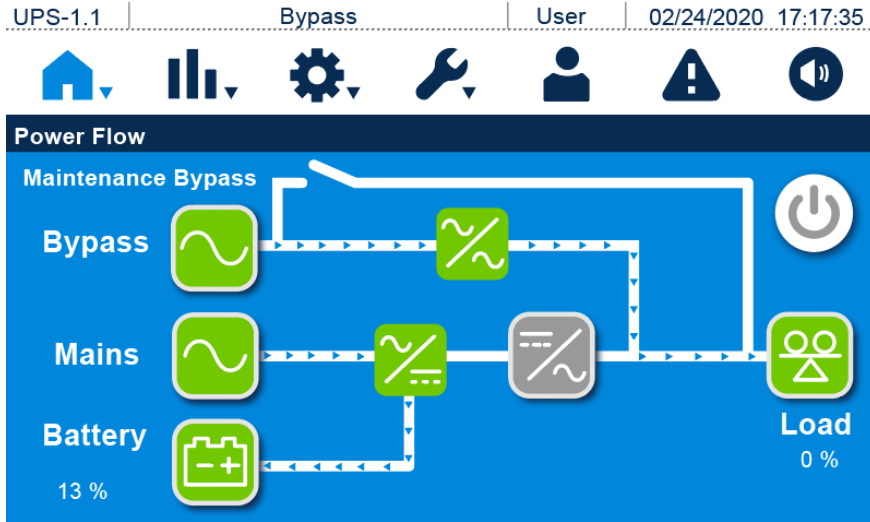 UPS-1.1 Bypass User 02/24/2020 17:17:35
Power Flow
Maintenance Bypass
Bypass
Mains
Battery
13 %
Load
0 %